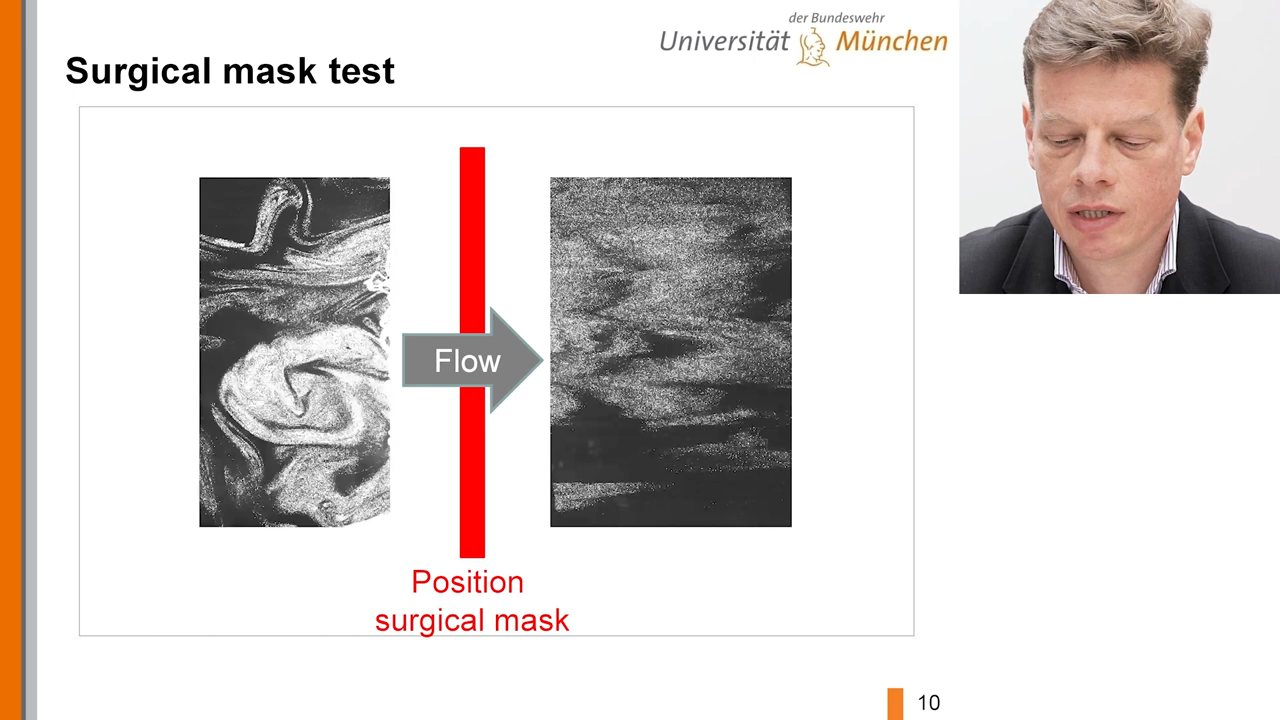 der Bundeswehr
Universität München
Surgical mask test
Flow
Position
surgical mask
10